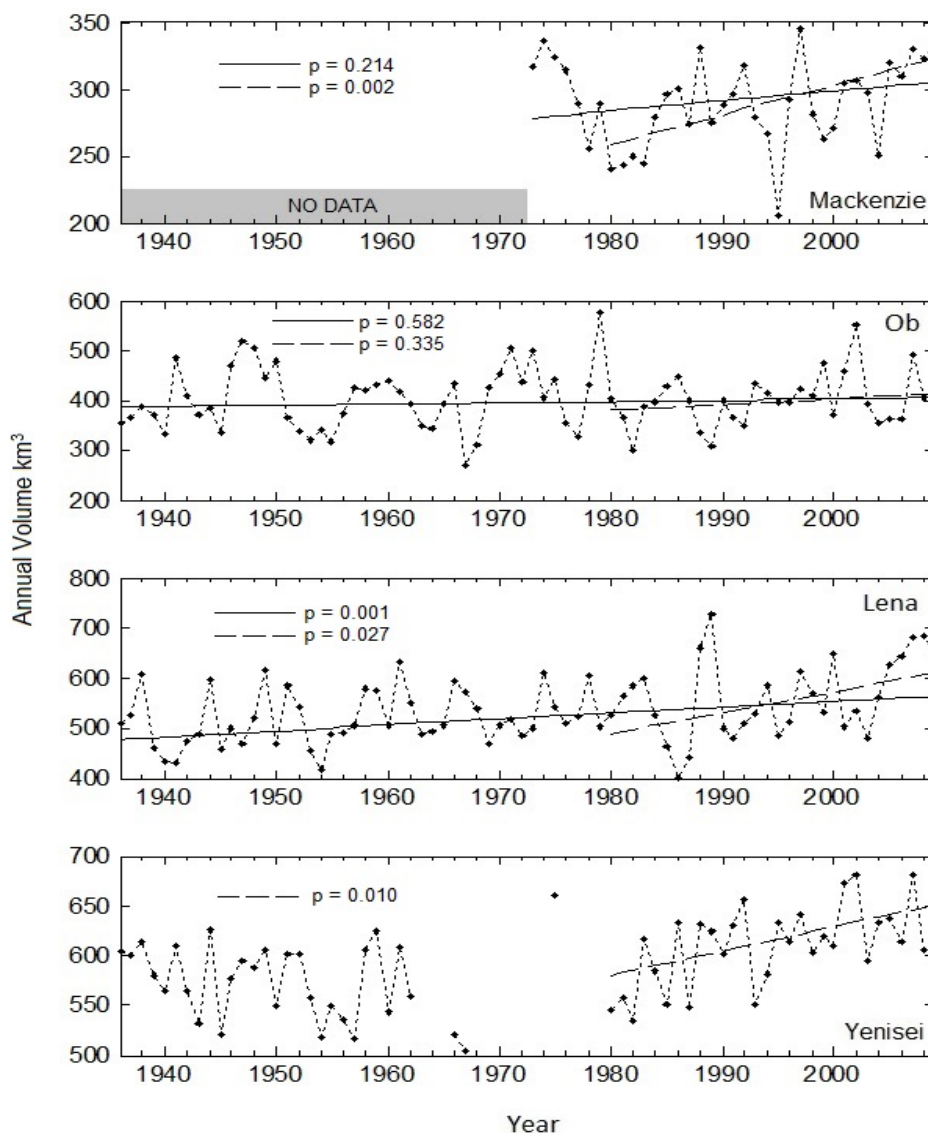 350
300
250
200
p = 0.214
p = 0.002
NO DATA
Mackenzie
1940 1950 1960 1970 1980 1990 2000
600
500
400
300
200
p = 0.582
p = 0.335
Ob
1940 1950 1960 1970 1980 1990 2000
Annual Volume km³
800
700
600
500
400
p = 0.001
p = 0.027
Lena
1940 1950 1960 1970 1980 1990 2000
700
650
600
550
500
p = 0.010
Yenisei
1940 1950 1960 1970 1980 1990 2000
Year